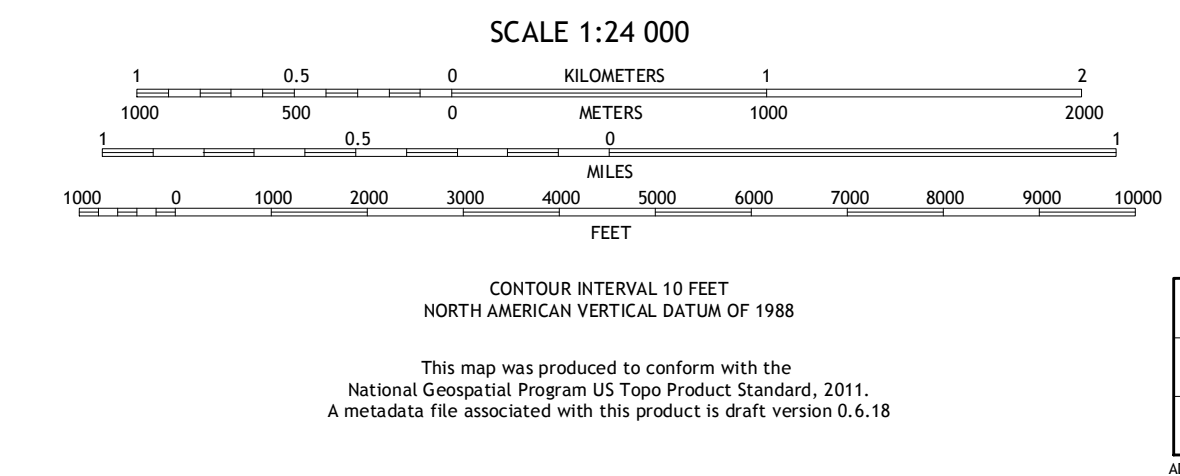 SCALE 1:24 000
1 0.5 0 KILOMETERS 1 2
1000 500 0 METERS 1000 2000
1 0.5 0 1
MILES
1000 0 1000 2000 3000 4000 5000 6000 7000 8000 9000 10000
FEET
CONTOUR INTERVAL 10 FEET
NORTH AMERICAN VERTICAL DATUM OF 1988
This map was produced to conform with the
National Geospatial Program US Topo Product Standard, 2011.
A metadata file associated with this product is draft version 0.6.18